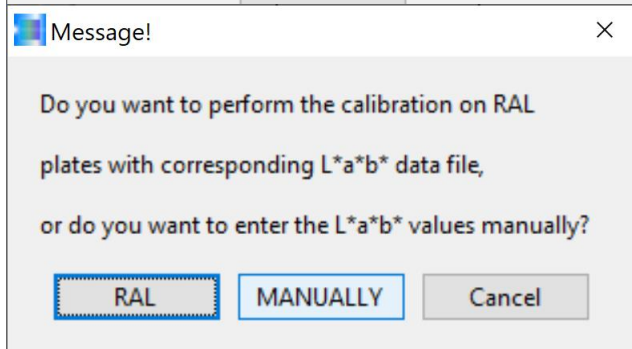 Message!
Do you want to perform the calibration on RAL
plates with corresponding L*a*b* data file,
or do you want to enter the L*a*b* values manually?
RAL MANUALLY Cancel